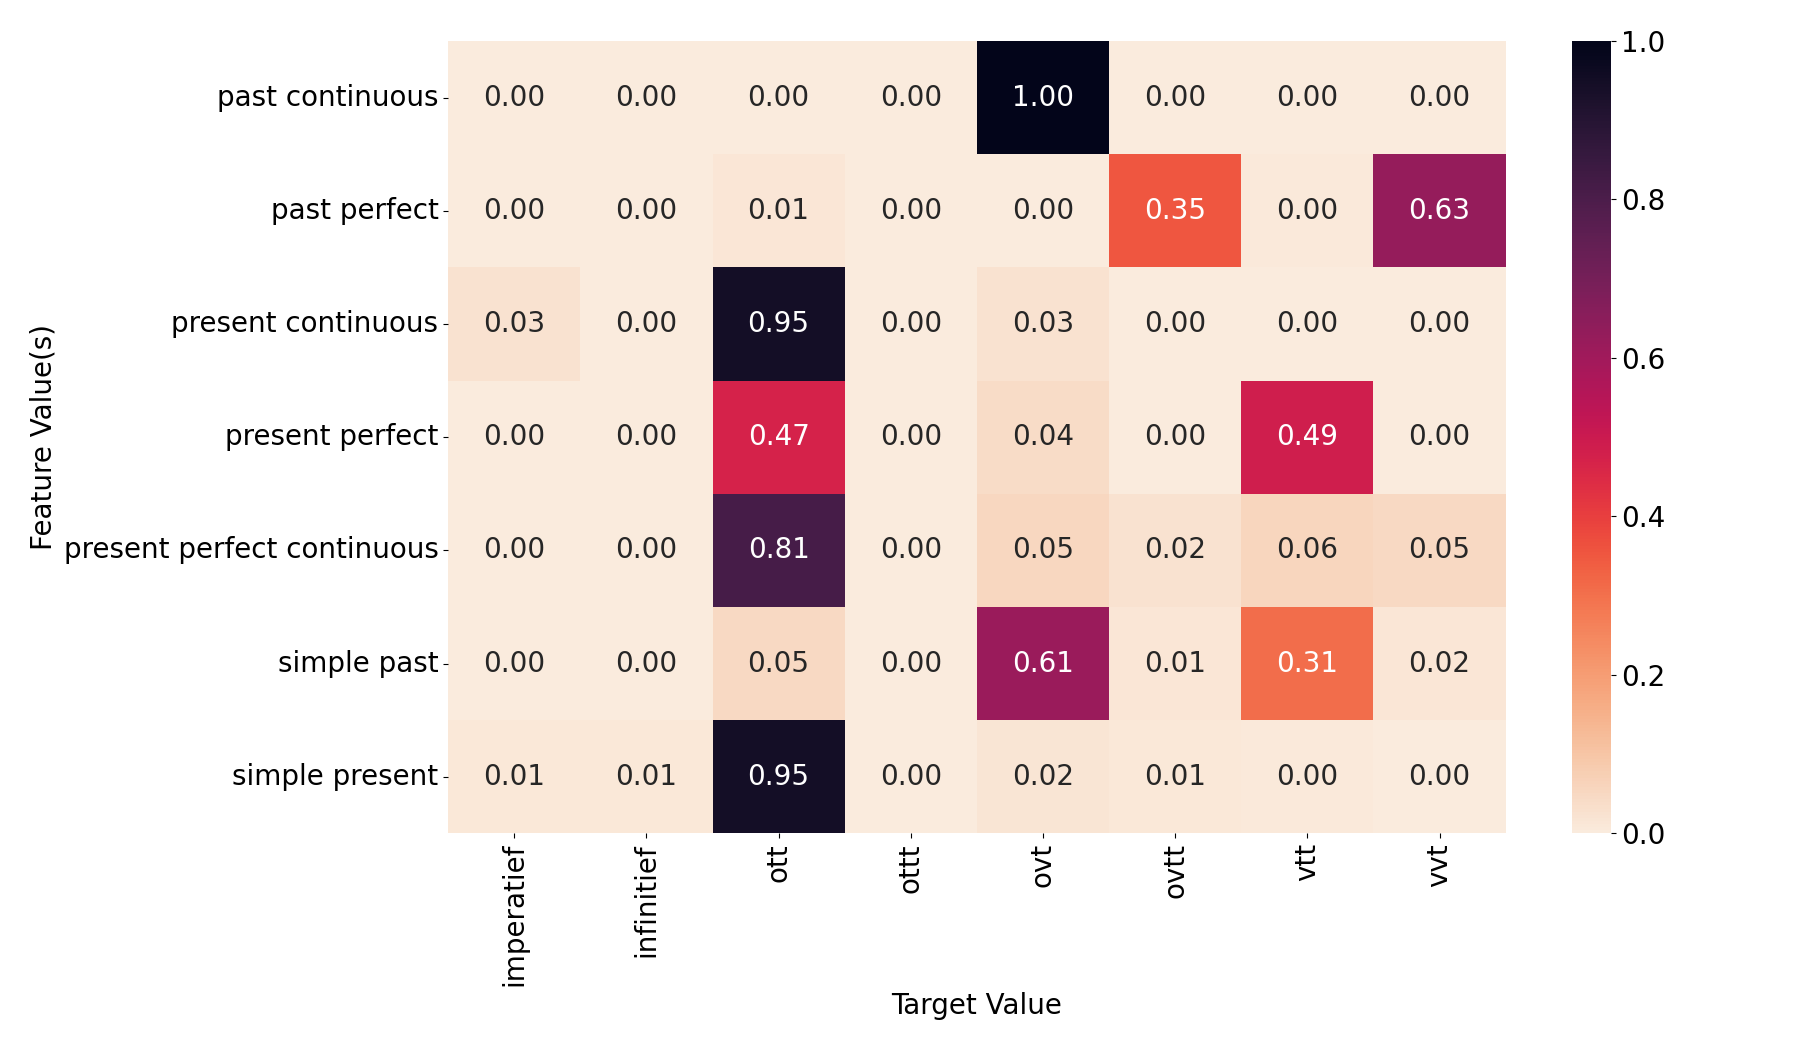 past continuous 0.00 0.00 0.00 0.00 1.00 0.00 0.00 0.00
past perfect 0.00 0.00 0.01 0.00 0.00 0.35 0.00 0.63
present continuous 0.03 0.00 0.95 0.00 0.03 0.00 0.00 0.00
present perfect 0.00 0.00 0.47 0.00 0.04 0.00 0.49 0.00
present perfect continuous 0.00 0.00 0.81 0.00 0.05 0.02 0.06 0.05
simple past 0.00 0.00 0.05 0.00 0.61 0.01 0.31 0.02
simple present 0.01 0.01 0.95 0.00 0.02 0.01 0.00 0.00
Feature Value(s)
imperatief infinitief ott ottt ovt ovtt vtt vvt
Target Value
1.0
0.8
0.6
0.4
0.2
0.0